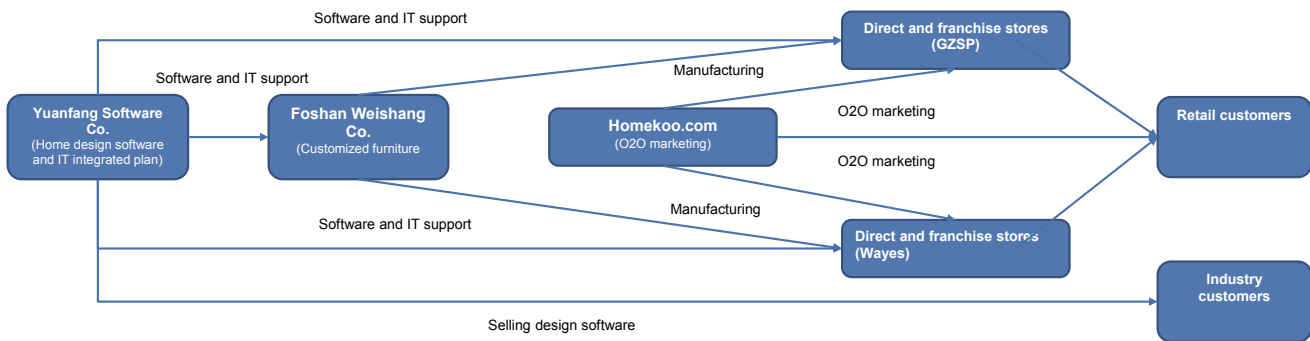 Software and IT support
Direct and franchise stores
(GZSP)
Software and IT support
Manufacturing
Yuanfang Software
Co.
(Home design software
and IT integrated plan)
Foshan Weishang
Co.
(Customized furniture
Homekoo.com
(O2O marketing)
O2O marketing
Retail customers
O2O marketing
Manufacturing
Software and IT support
Direct and franchise stores
(Wayes)
Industry
customers
Selling design software